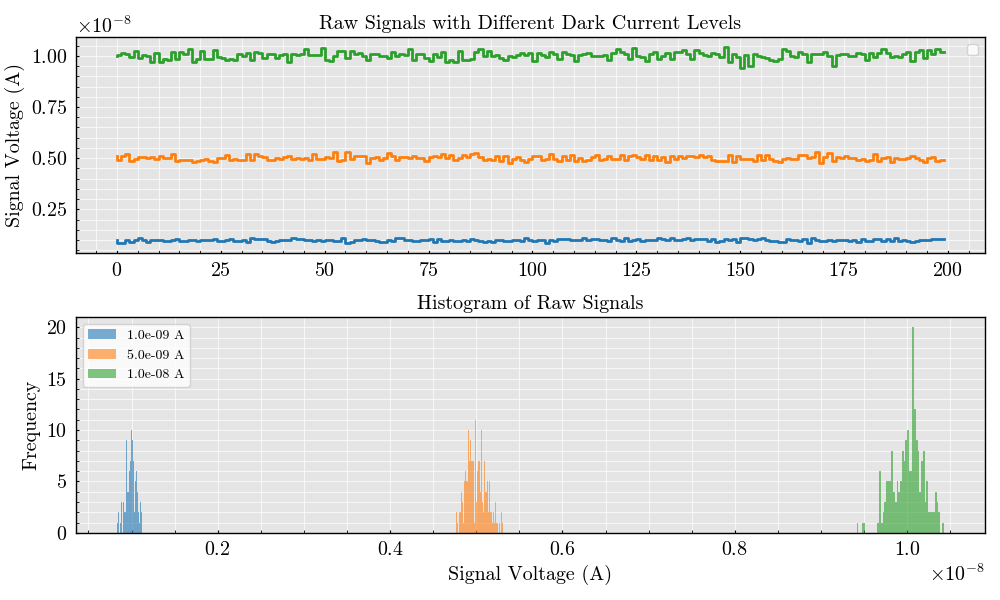 ×10⁻⁸
Raw Signals with Different Dark Current Levels
Signal Voltage (A)
1.00
0.75
0.50
0.25
0 25 50 75 100 125 150 175 200
Histogram of Raw Signals
Frequency
20
15
10
5
0
1.0e-09 A
5.0e-09 A
1.0e-08 A
0.2 0.4 0.6 0.8 1.0
Signal Voltage (A)
×10⁻⁸